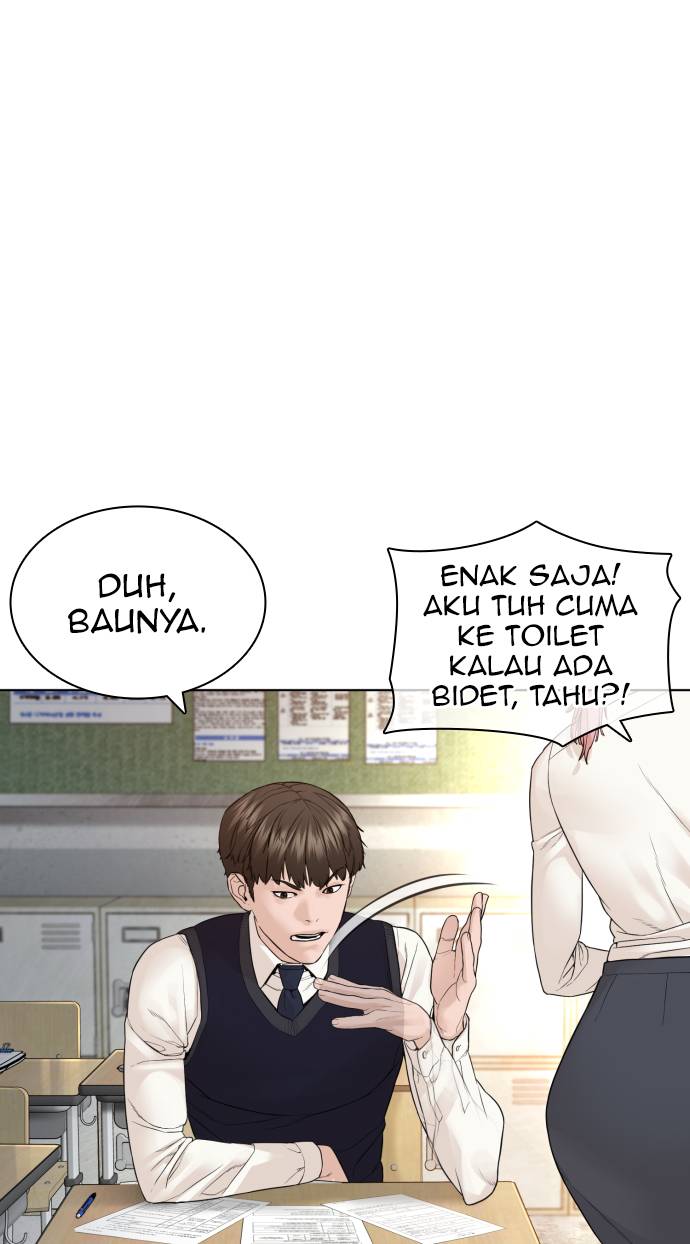 DUH,
BAUNYA.
ENAK SAJA!
AKU TUH CUMA
KE TOILET
KALAU ADA
BIDET, TAHU?!